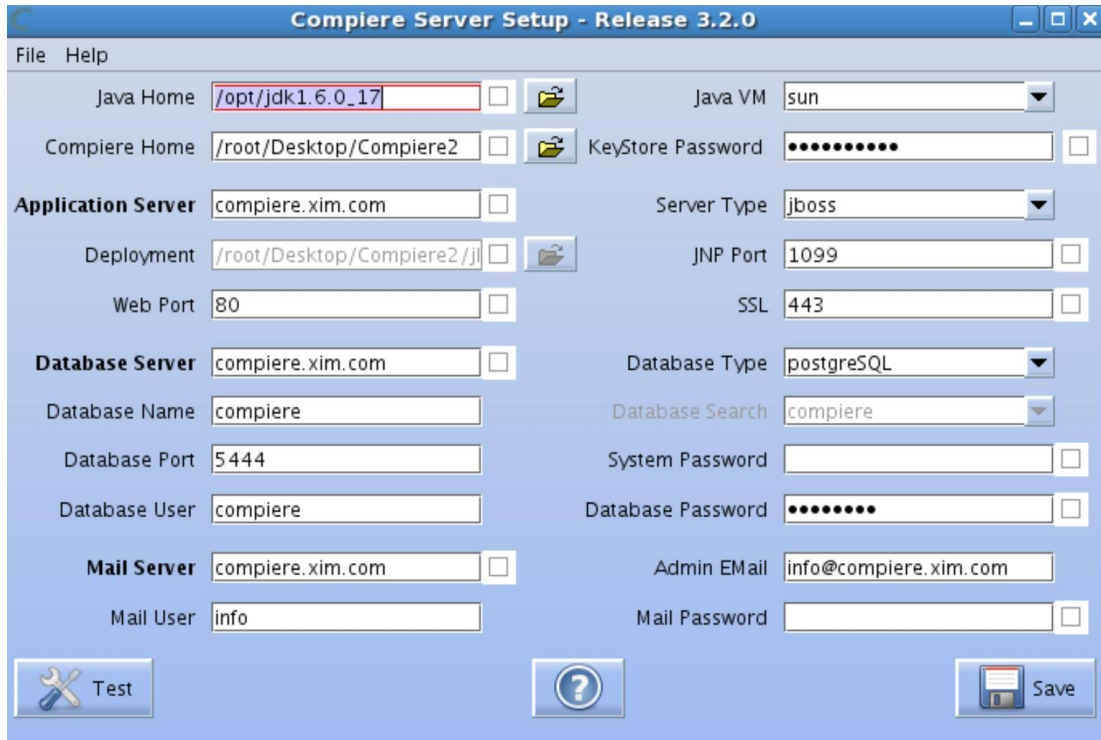 Compiere Server Setup - Release 3.2.0
File Help
Java Home /opt/jdk1.6.0_17 Java VM sun
Compiere Home /root/Desktop/Compiere2 KeyStore Password ••••••••••
Application Server compiere.xim.com Server Type jboss
Deployment /root/Desktop/Compiere2/jl JNP Port 1099
Web Port 80 SSL 443
Database Server compiere.xim.com Database Type postgreSQL
Database Name compiere Database Search compiere
Database Port 5444 System Password
Database User compiere Database Password ••••••••
Mail Server compiere.xim.com Admin EMail info@compiere.xim.com
Mail User info Mail Password
Test ? Save